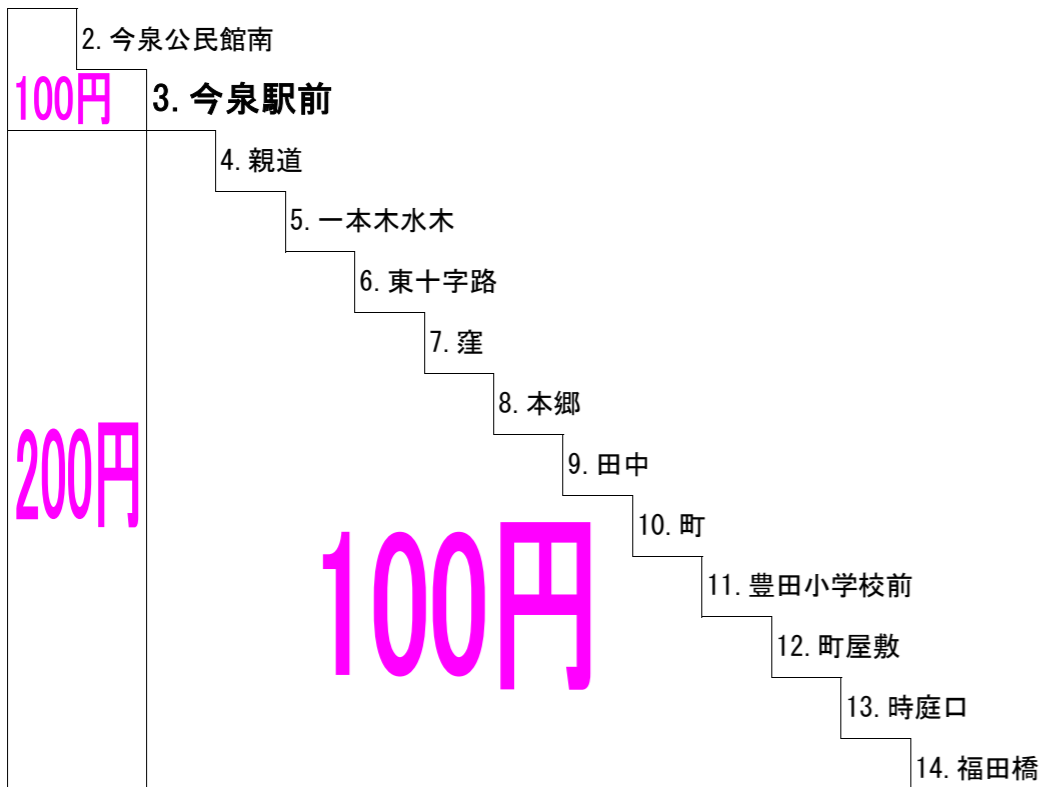 2. 今泉公民館南
100円
3. 今泉駅前
4. 親道
5. 一本木水木
6. 東十字路
7. 窪
8. 本郷
200円
9. 田中
10. 町
100円
11. 豊田小学校前
12. 町屋敷
13. 時庭口
14. 福田橋